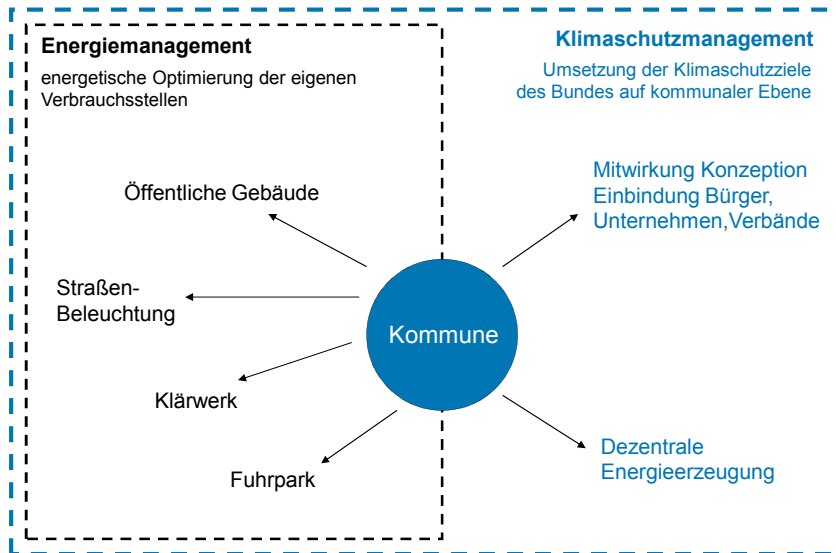 Energiemanagement
energetische Optimierung der eigenen
Verbrauchsstellen
Klimaschutzmanagement
Umsetzung der Klimaschutzziele
des Bundes auf kommunaler Ebene
Öffentliche Gebäude
Straßen-
Beleuchtung
Klärwerk
Fuhrpark
Kommune
Mitwirkung Konzeption
Einbindung Bürger,
Unternehmen,Verbände
Dezentrale
Energieerzeugung